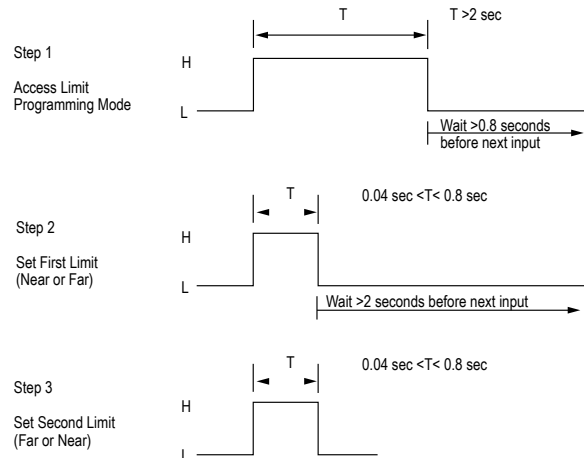 T
T >2 sec
Step 1
H
Access Limit
Programming Mode
L
Wait >0.8 seconds
before next input
T
0.04 sec <T< 0.8 sec
Step 2
H
Set First Limit
(Near or Far)
L
Wait >2 seconds before next input
T
0.04 sec <T< 0.8 sec
Step 3
H
Set Second Limit
(Far or Near)
L